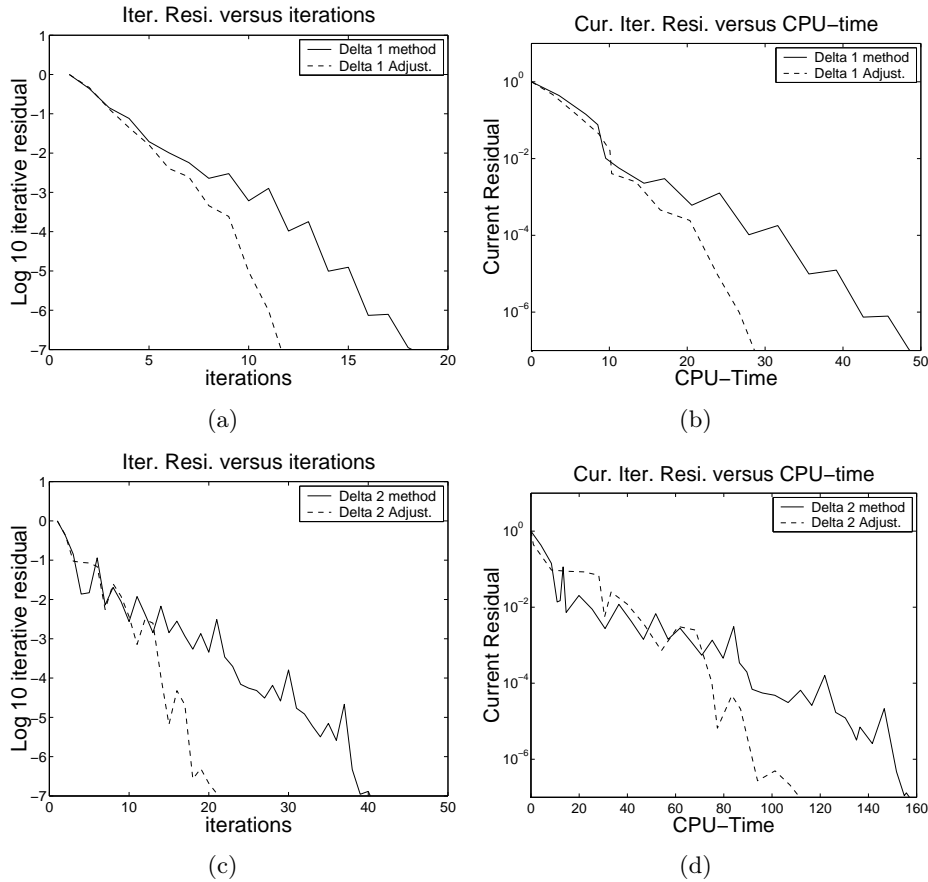 Iter. Resi. versus iterations
Delta 1 method
Delta 1 Adjust.
Log 10 iterative residual
1
0
−1
−2
−3
−4
−5
−6
−7
0 5 10 15 20
iterations
(a)
Cur. Iter. Resi. versus CPU−time
Delta 1 method
Delta 1 Adjust.
Current Residual
10^0
10^−2
10^−4
10^−6
0 10 20 30 40 50
CPU−Time
(b)
Iter. Resi. versus iterations
Delta 2 method
Delta 2 Adjust.
Log 10 iterative residual
1
0
−1
−2
−3
−4
−5
−6
−7
0 10 20 30 40 50
iterations
(c)
Cur. Iter. Resi. versus CPU−time
Delta 2 method
Delta 2 Adjust.
Current Residual
10^0
10^−2
10^−4
10^−6
0 20 40 60 80 100 120 140 160
CPU−Time
(d)